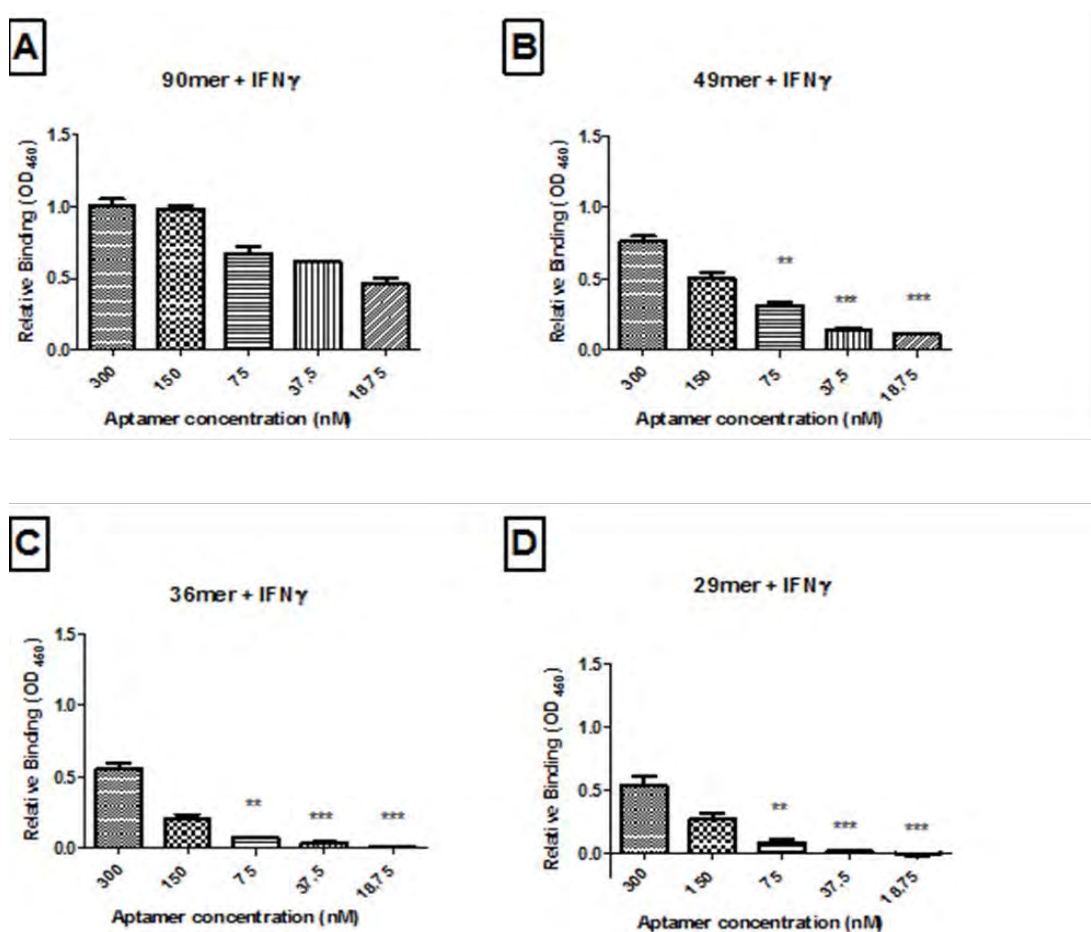 A
90mer + IFNγ
Relative Binding (OD 460)
1.5
1.0
0.5
0.0
300
150
75
37.5
18.75
Aptamer concentration (nM)
B
49mer + IFNγ
Relative Binding (OD 460)
1.5
1.0
0.5
0.0
**
***
***
300
150
75
37.5
18.75
Aptamer concentration (nM)
C
36mer + IFNγ
Relative Binding (OD 460)
1.5
1.0
0.5
0.0
**
***
***
300
150
75
37.5
18.75
Aptamer concentration (nM)
D
29mer + IFNγ
Relative Binding (OD 460)
1.5
1.0
0.5
0.0
**
***
***
300
150
75
37.5
18.75
Aptamer concentration (nM)